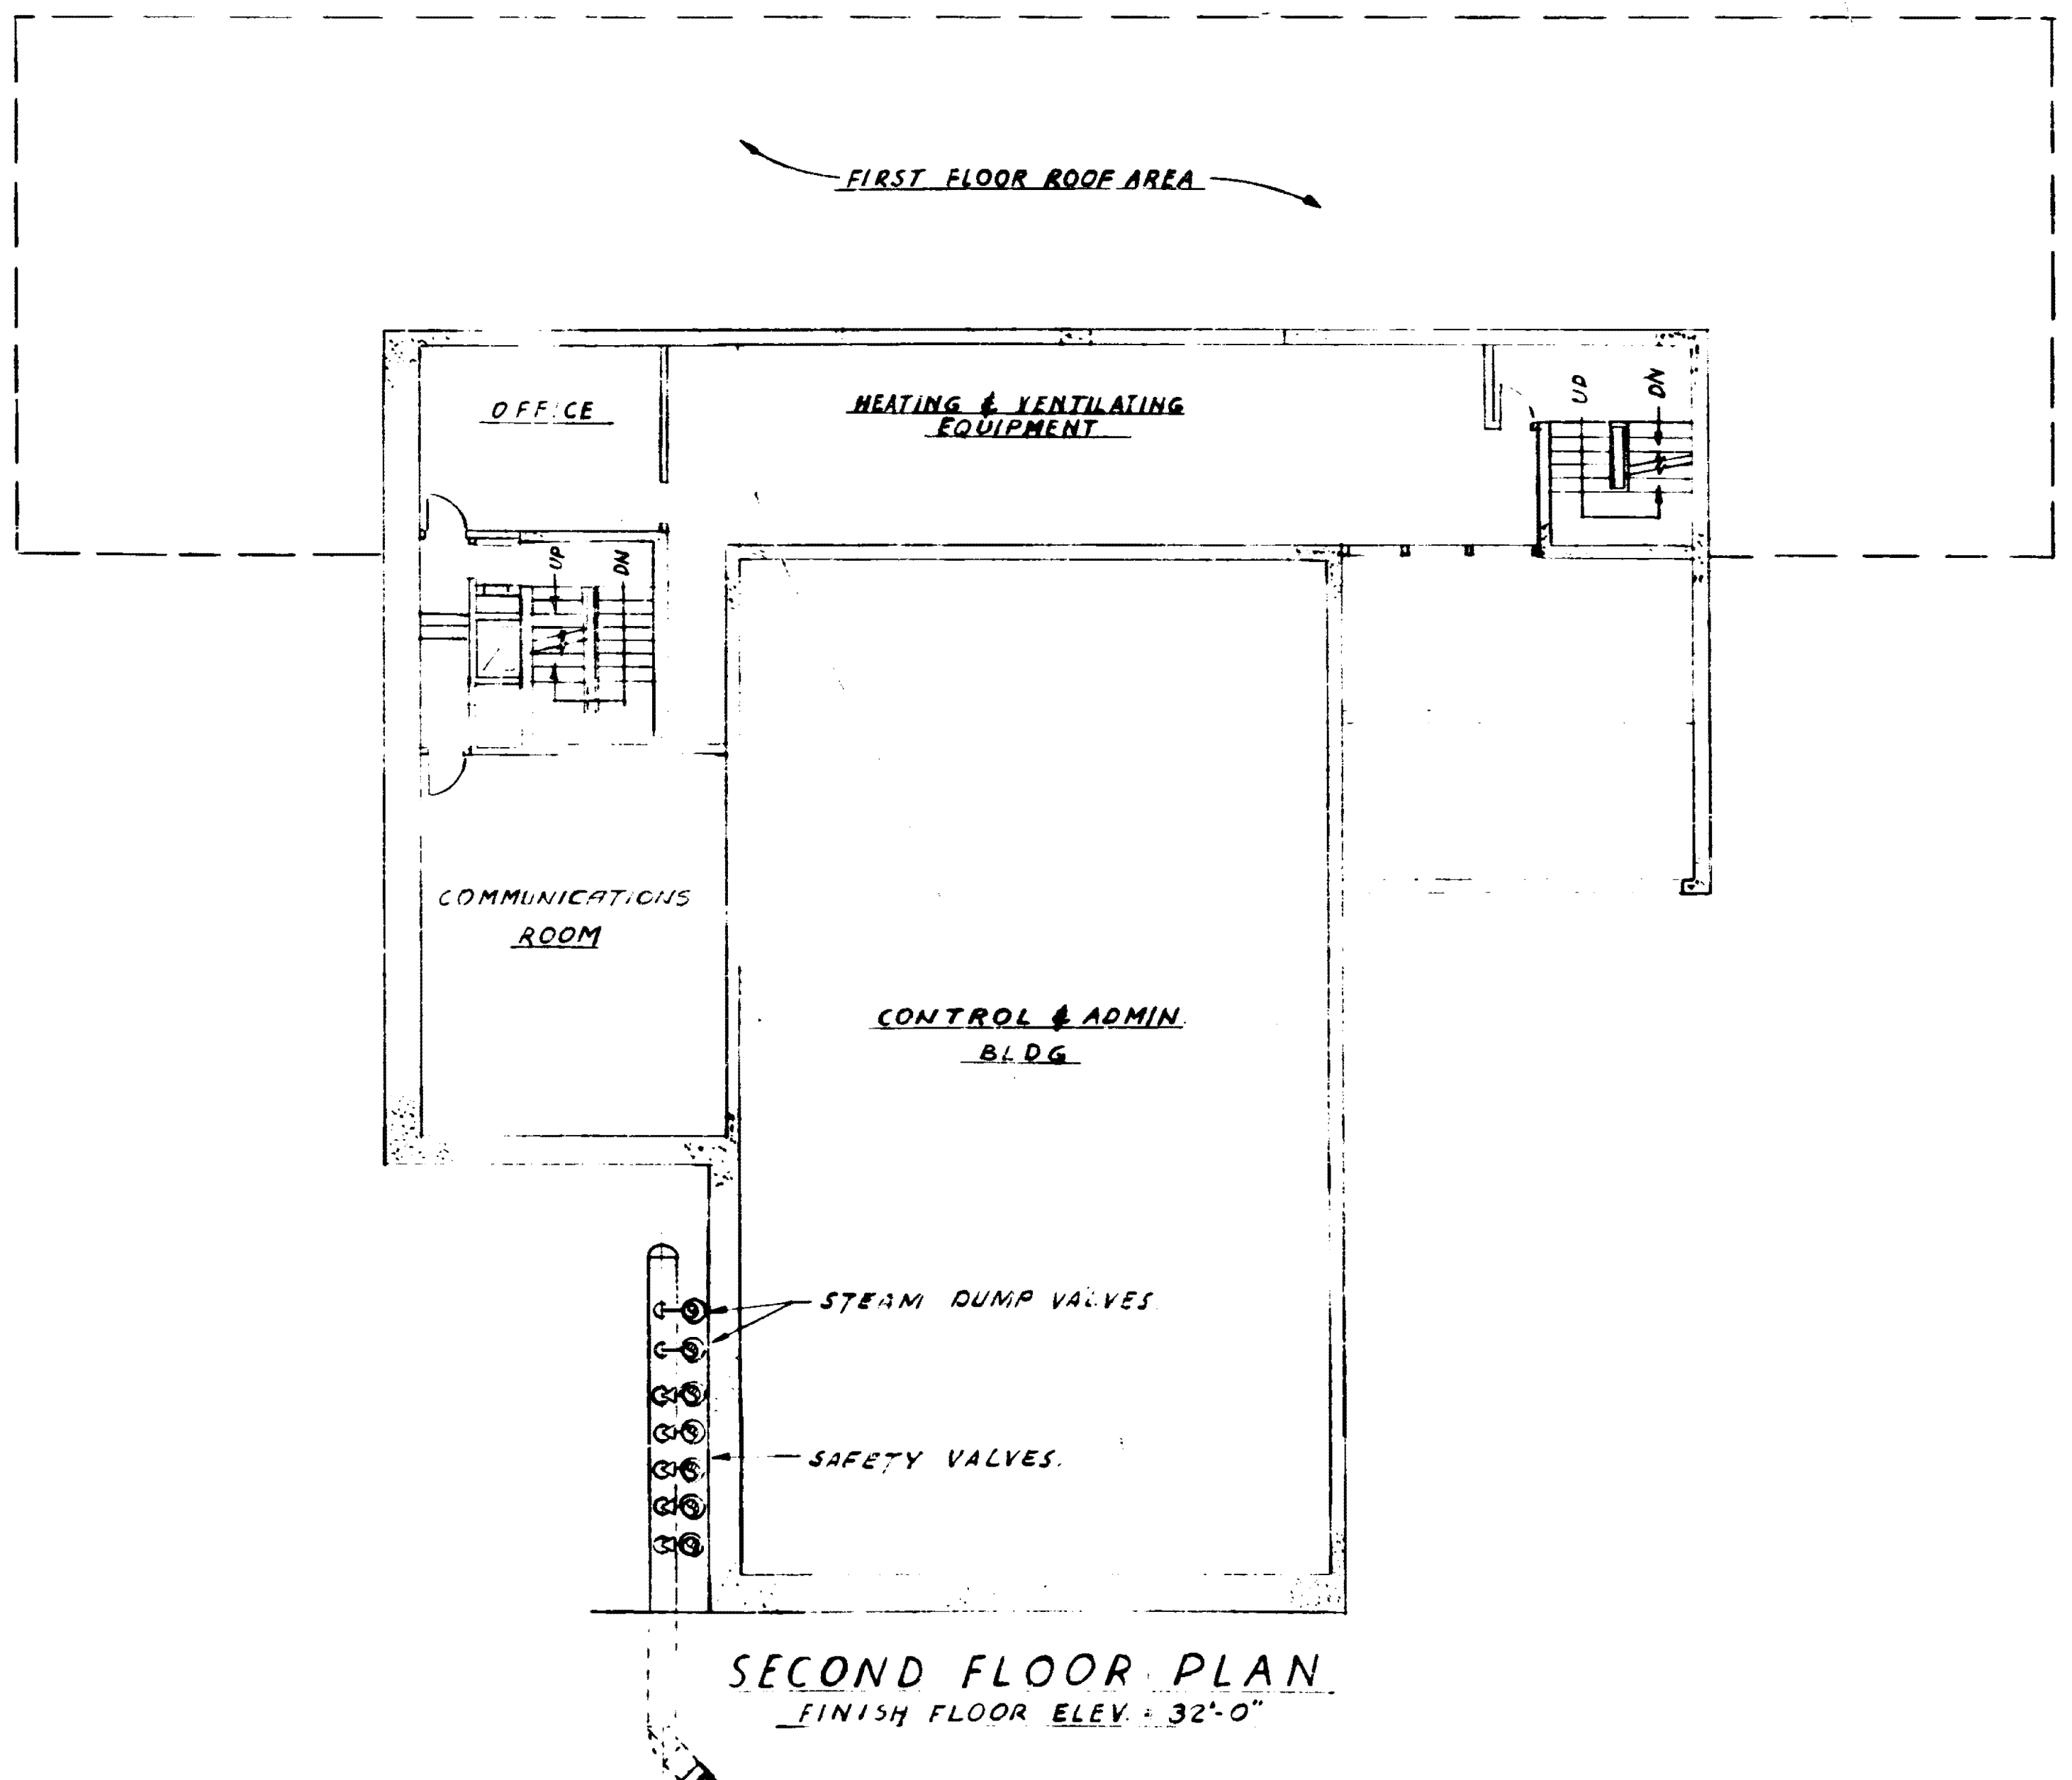 FIRST FLOOR ROOF AREA
OFFICE
HEATING & VENTILATING
EQUIPMENT
UP
DN
UP
DN
COMMUNICATIONS
ROOM
CONTROL & ADMIN.
BLDG
STEAM DUMP VALVES.
SAFETY VALVES.
SECOND FLOOR PLAN
FINISH FLOOR ELEV. = 32'-0"